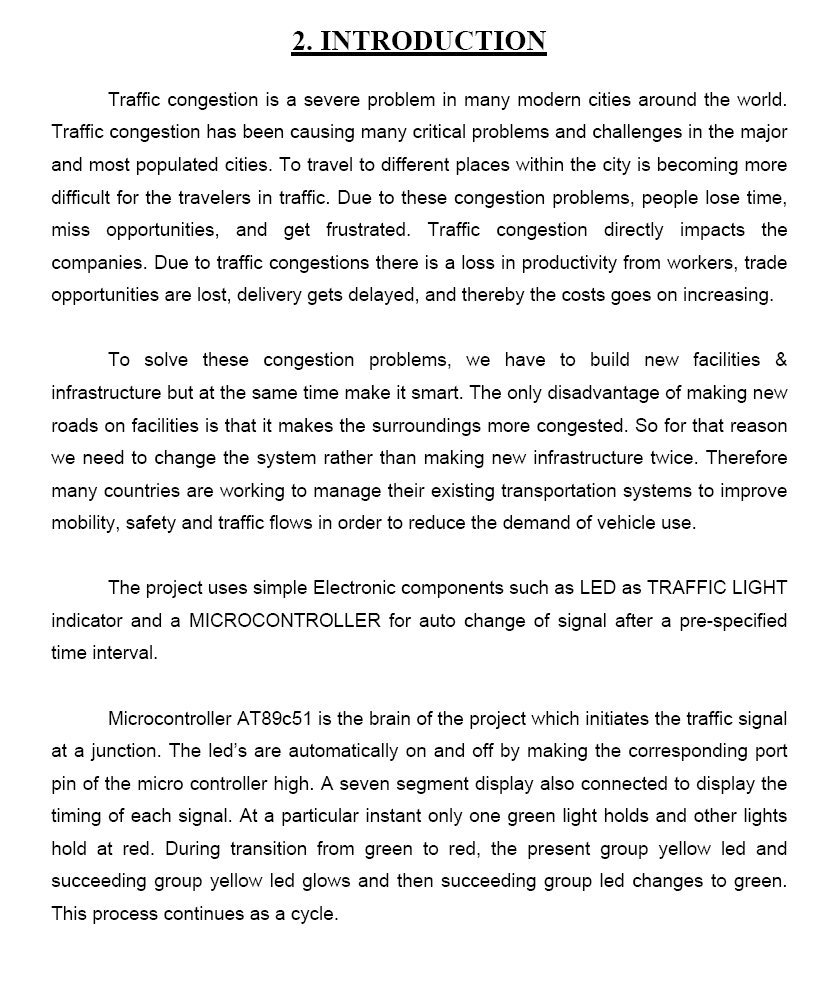 2. INTRODUCTION
Traffic congestion is a severe problem in many modern cities around the world.
Traffic congestion has been causing many critical problems and challenges in the major
and most populated cities. To travel to different places within the city is becoming more
difficult for the travelers in traffic. Due to these congestion problems, people lose time,
miss opportunities, and get frustrated. Traffic congestion directly impacts the
companies. Due to traffic congestions there is a loss in productivity from workers, trade
opportunities are lost, delivery gets delayed, and thereby the costs goes on increasing.
To solve these congestion problems, we have to build new facilities &
infrastructure but at the same time make it smart. The only disadvantage of making new
roads on facilities is that it makes the surroundings more congested. So for that reason
we need to change the system rather than making new infrastructure twice. Therefore
many countries are working to manage their existing transportation systems to improve
mobility, safety and traffic flows in order to reduce the demand of vehicle use.
The project uses simple Electronic components such as LED as TRAFFIC LIGHT
indicator and a MICROCONTROLLER for auto change of signal after a pre-specified
time interval.
Microcontroller AT89c51 is the brain of the project which initiates the traffic signal
at a junction. The led’s are automatically on and off by making the corresponding port
pin of the micro controller high. A seven segment display also connected to display the
timing of each signal. At a particular instant only one green light holds and other lights
hold at red. During transition from green to red, the present group yellow led and
succeeding group yellow led glows and then succeeding group led changes to green.
This process continues as a cycle.